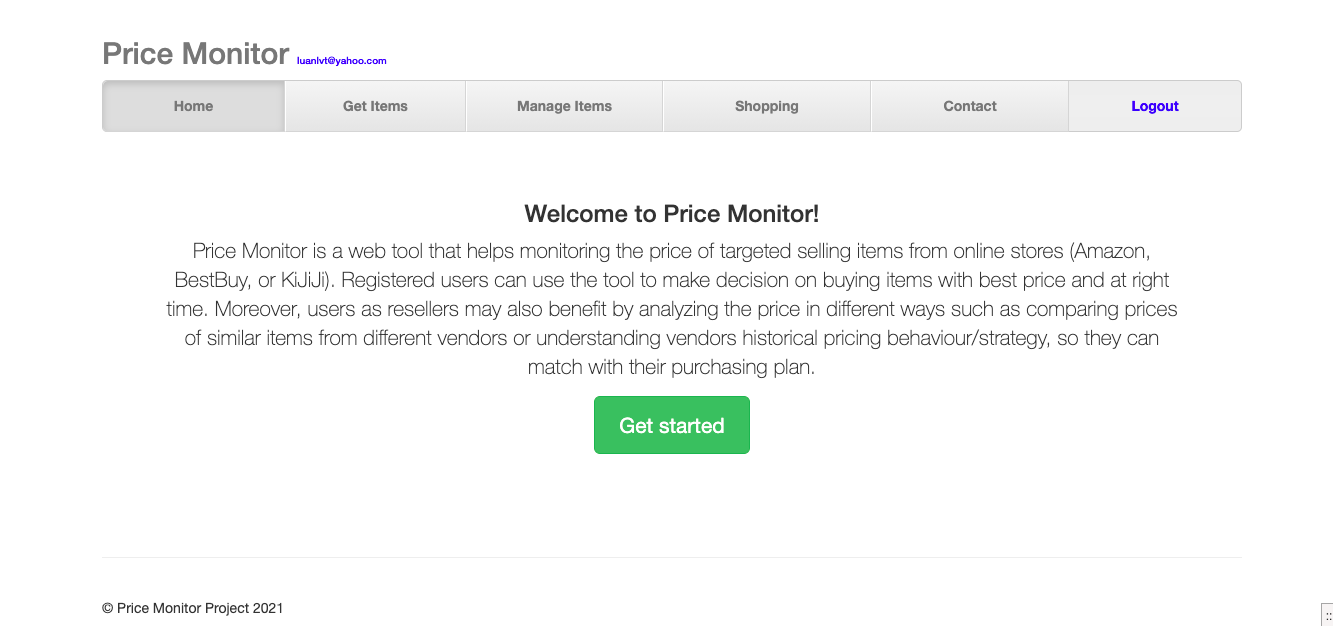 Price Monitor luanlvt@yahoo.com
Home Get Items Manage Items Shopping Contact Logout
Welcome to Price Monitor!
Price Monitor is a web tool that helps monitoring the price of targeted selling items from online stores (Amazon,
BestBuy, or KiJiJi). Registered users can use the tool to make decision on buying items with best price and at right
time. Moreover, users as resellers may also benefit by analyzing the price in different ways such as comparing prices
of similar items from different vendors or understanding vendors historical pricing behaviour/strategy, so they can
match with their purchasing plan.
Get started
© Price Monitor Project 2021